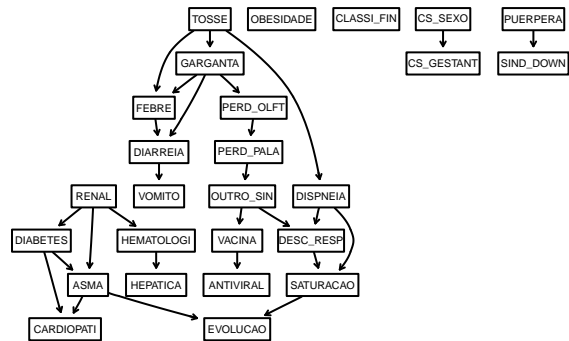 TOSSE
OBESIDADE
CLASSI_FIN
CS_SEXO
PUERPERA
GARGANTA
CS_GESTANT
SIND_DOWN
FEBRE
PERD_OLFT
DIARREIA
PERD_PALA
RENAL
VOMITO
OUTRO_SIN
DISPNEIA
DIABETES
HEMATOLOGI
VACINA
DESC_RESP
ASMA
HEPATICA
ANTIVIRAL
SATURACAO
CARDIOPATI
EVOLUCAO